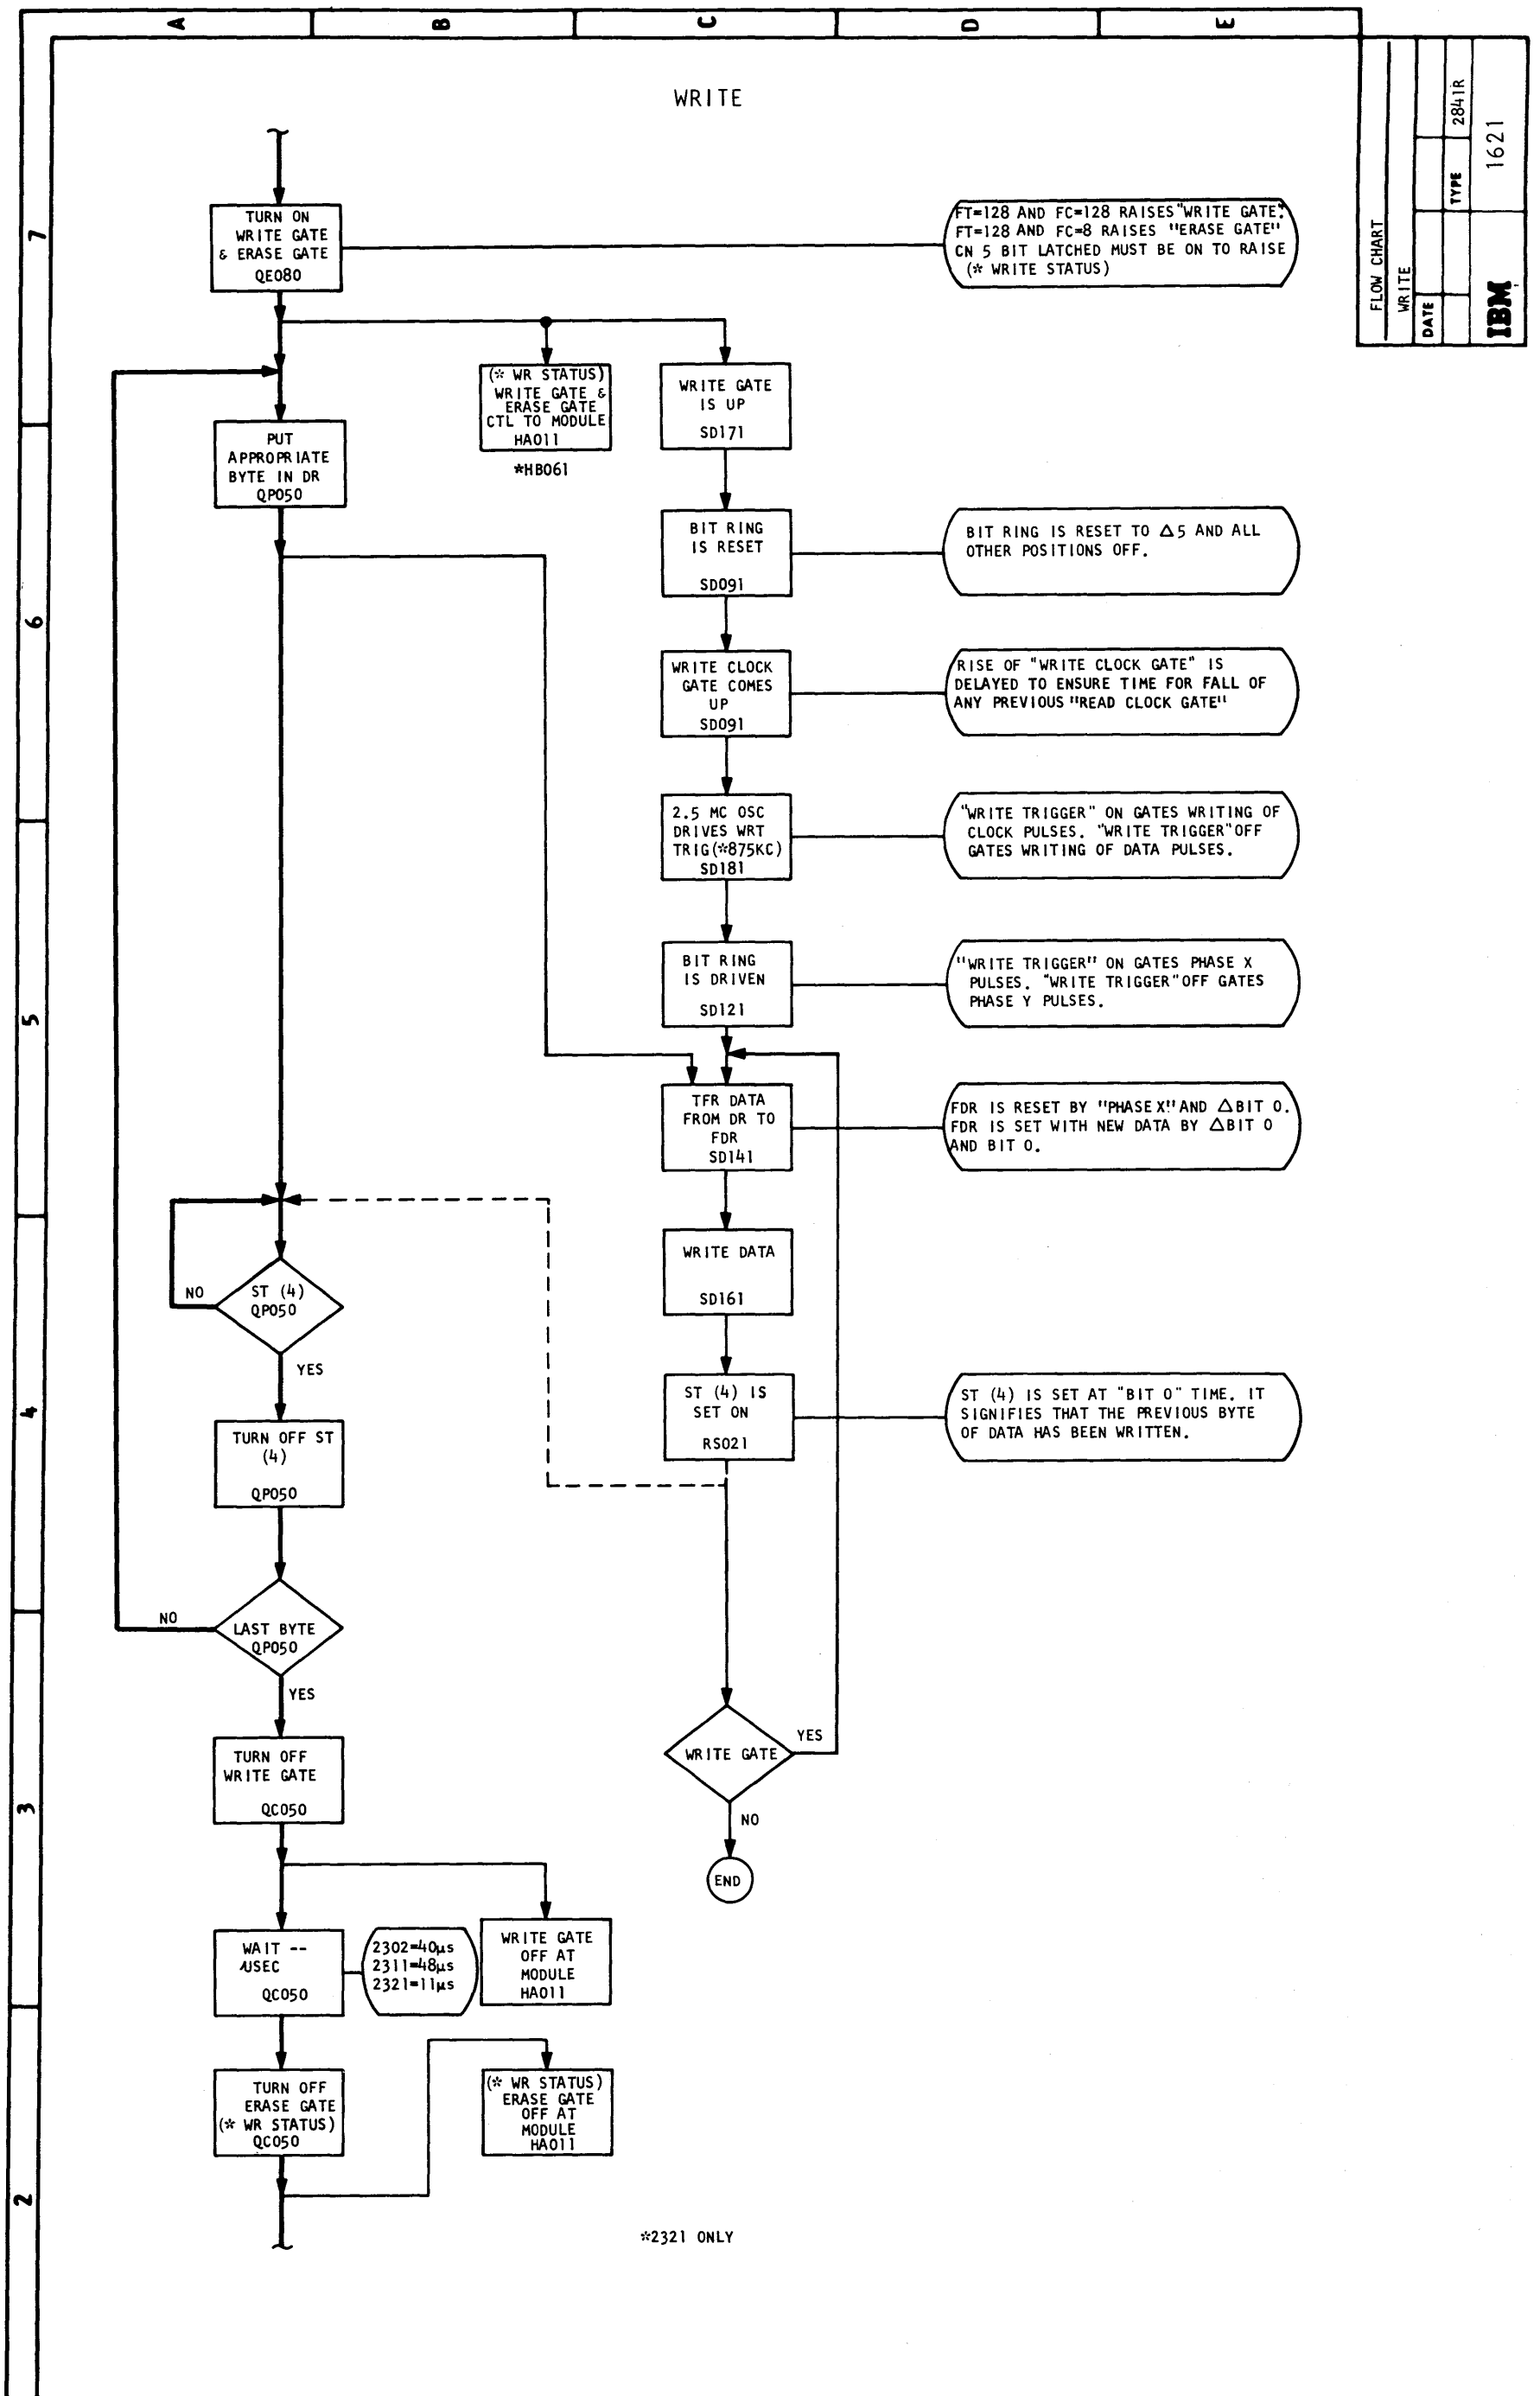 A
B
C
D
E
7
6
5
4
3
2
FLOW CHART
WRITE
DATE
TYPE
2841R
IBM
1621
WRITE
TURN ON
WRITE GATE
& ERASE GATE
QE080
FT=128 AND FC=128 RAISES "WRITE GATE".
FT=128 AND FC=8 RAISES "ERASE GATE"
CN 5 BIT LATCHED MUST BE ON TO RAISE
(* WRITE STATUS)
(* WR STATUS)
WRITE GATE &
ERASE GATE
CTL TO MODULE
HA011
*HB061
WRITE GATE
IS UP
SD171
PUT
APPROPRIATE
BYTE IN DR
QP050
BIT RING
IS RESET
SD091
BIT RING IS RESET TO △5 AND ALL
OTHER POSITIONS OFF.
WRITE CLOCK
GATE COMES
UP
SD091
RISE OF "WRITE CLOCK GATE" IS
DELAYED TO ENSURE TIME FOR FALL OF
ANY PREVIOUS "READ CLOCK GATE"
2.5 MC OSC
DRIVES WRT
TRIG(*875KC)
SD181
"WRITE TRIGGER" ON GATES WRITING OF
CLOCK PULSES. "WRITE TRIGGER" OFF
GATES WRITING OF DATA PULSES.
BIT RING
IS DRIVEN
SD121
"WRITE TRIGGER" ON GATES PHASE X
PULSES. "WRITE TRIGGER" OFF GATES
PHASE Y PULSES.
TFR DATA
FROM DR TO
FDR
SD141
FDR IS RESET BY "PHASE X" AND △BIT 0.
FDR IS SET WITH NEW DATA BY △BIT 0
AND BIT 0.
WRITE DATA
SD161
NO
ST (4)
QP050
YES
ST (4) IS
SET ON
RS021
ST (4) IS SET AT "BIT 0" TIME. IT
SIGNIFIES THAT THE PREVIOUS BYTE
OF DATA HAS BEEN WRITTEN.
TURN OFF ST
(4)
QP050
NO
LAST BYTE
QP050
YES
WRITE GATE
YES
NO
END
TURN OFF
WRITE GATE
QC050
WAIT --
µSEC
QC050
2302=40µs
2311=48µs
2321=11µs
WRITE GATE
OFF AT
MODULE
HA011
TURN OFF
ERASE GATE
(* WR STATUS)
QC050
(* WR STATUS)
ERASE GATE
OFF AT
MODULE
HA011
*2321 ONLY